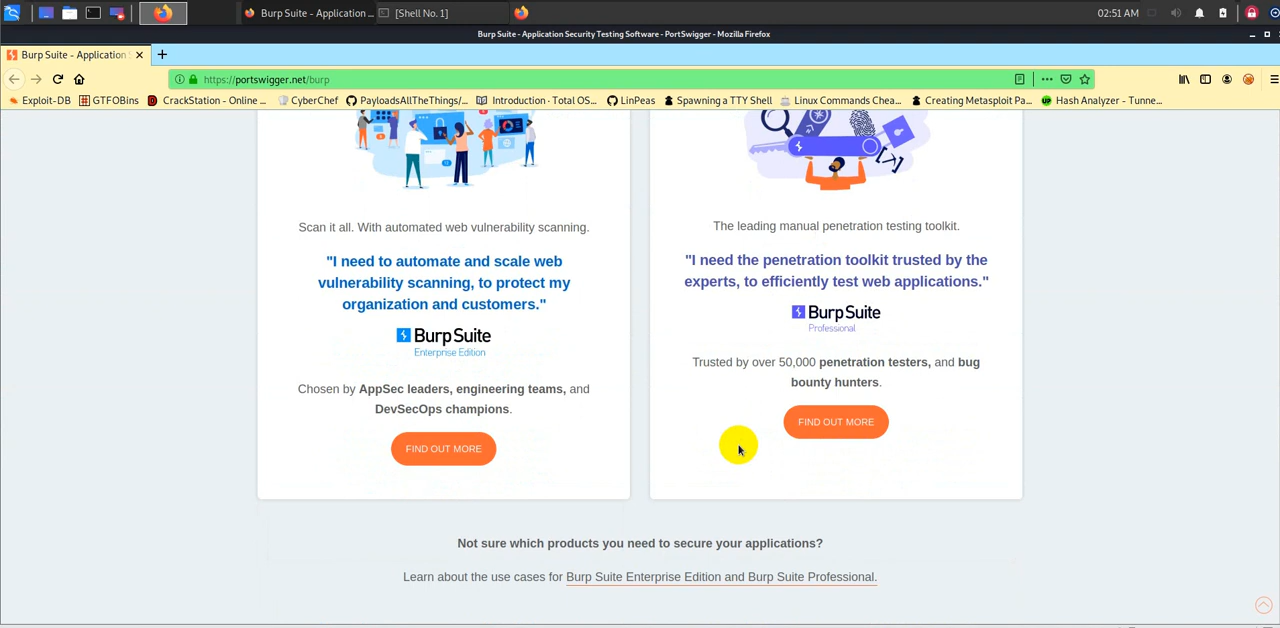 Burp Suite - Application ...
[Shell No. 1]
02:51 AM
Burp Suite - Application Security Testing Software - PortSwigger - Mozilla Firefox
Burp Suite - Application S
https://portswigger.net/burp
Exploit-DB
GTFOBins
CrackStation - Online ...
CyberChef
PayloadsAllTheThings/...
Introduction · Total OS...
LinPeas
Spawning a TTY Shell
Linux Commands Chea...
Creating Metasploit Pa...
Hash Analyzer - Tunne...
Scan it all. With automated web vulnerability scanning.
"I need to automate and scale web
vulnerability scanning, to protect my
organization and customers."
Burp Suite
Enterprise Edition
Chosen by AppSec leaders, engineering teams, and
DevSecOps champions.
FIND OUT MORE
The leading manual penetration testing toolkit.
"I need the penetration toolkit trusted by the
experts, to efficiently test web applications."
Burp Suite
Professional
Trusted by over 50,000 penetration testers, and bug
bounty hunters.
FIND OUT MORE
Not sure which products you need to secure your applications?
Learn about the use cases for Burp Suite Enterprise Edition and Burp Suite Professional.